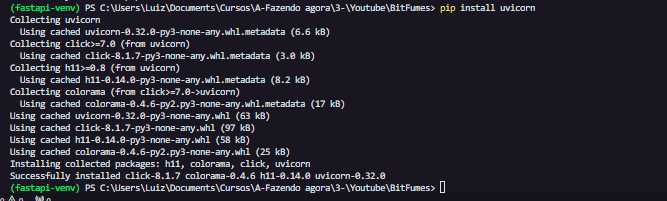 (fastapi-venv) PS C:\Users\Luiz\Documents\Cursos\A-Fazendo agora\3-\Youtube\BitFumes> pip install uvicorn
Collecting uvicorn
  Using cached uvicorn-0.32.0-py3-none-any.whl.metadata (6.6 kB)
Collecting click>=7.0 (from uvicorn)
  Using cached click-8.1.7-py3-none-any.whl.metadata (3.0 kB)
Collecting h11>=0.8 (from uvicorn)
  Using cached h11-0.14.0-py3-none-any.whl.metadata (8.2 kB)
Collecting colorama (from click>=7.0->uvicorn)
  Using cached colorama-0.4.6-py2.py3-none-any.whl.metadata (17 kB)
Using cached uvicorn-0.32.0-py3-none-any.whl (63 kB)
Using cached click-8.1.7-py3-none-any.whl (97 kB)
Using cached h11-0.14.0-py3-none-any.whl (58 kB)
Using cached colorama-0.4.6-py2.py3-none-any.whl (25 kB)
Installing collected packages: h11, colorama, click, uvicorn
Successfully installed click-8.1.7 colorama-0.4.6 h11-0.14.0 uvicorn-0.32.0
(fastapi-venv) PS C:\Users\Luiz\Documents\Cursos\A-Fazendo agora\3-\Youtube\BitFumes>